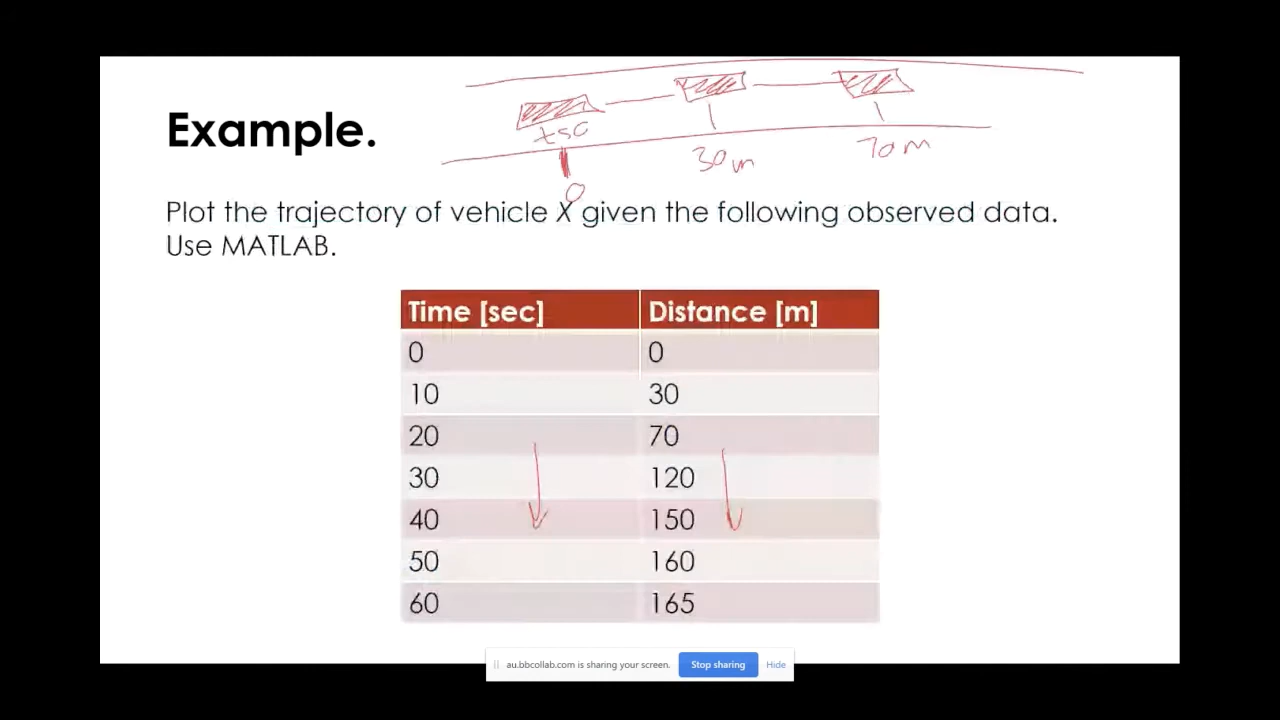 Example.
30m
70m
0
Plot the trajectory of vehicle X given the following observed data.
Use MATLAB.
Time [sec] Distance [m]
0 0
10 30
20 70
30 120
40 150
50 160
60 165
au.bbcollab.com is sharing your screen. Stop sharing Hide